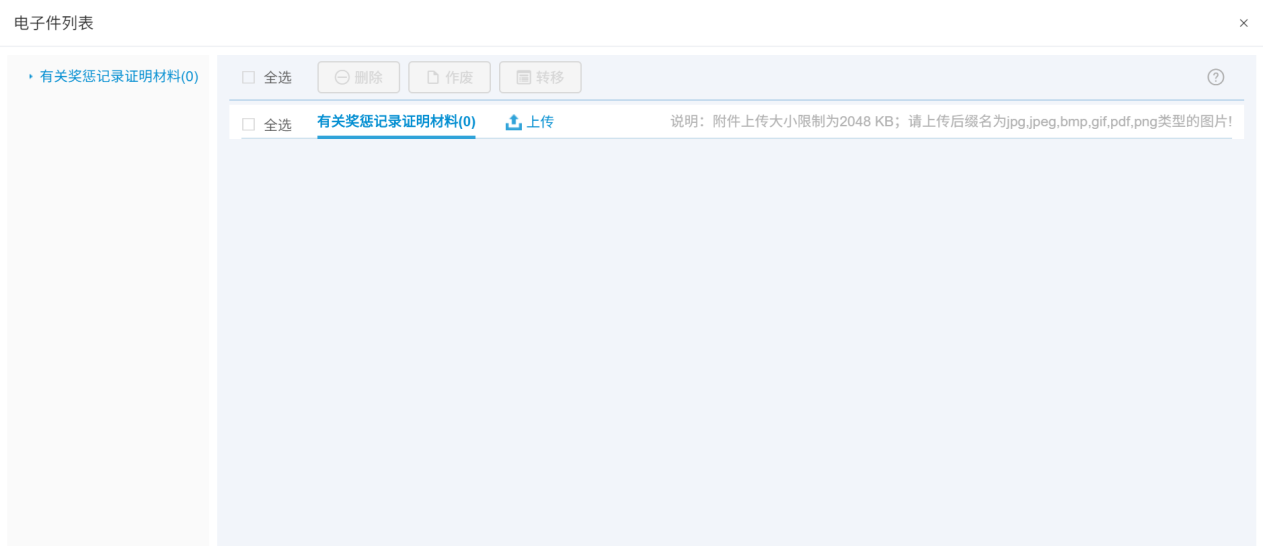 电子件列表
×
有关奖惩记录证明材料(0)
全选 删除 作废 转移 ?
全选 有关奖惩记录证明材料(0) 上传 说明：附件上传大小限制为2048 KB；请上传后缀名为jpg,jpeg,bmp,gif,pdf,png类型的图片!